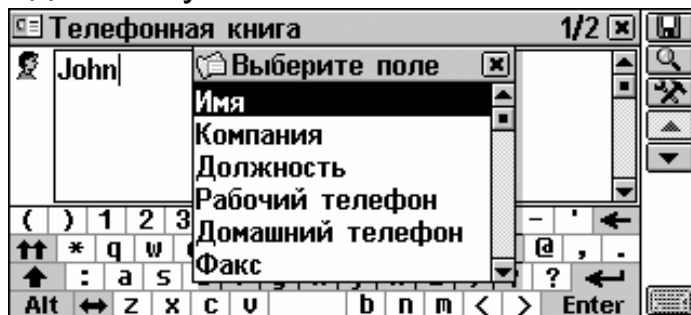 Телефонная книга 1/2
John
Выберите поле
Имя
Компания
Должность
Рабочий телефон
Домашний телефон
Факс
( ) 1 2 3 - '
* q w @ , .
: a s ?
Alt z x c v b n m < > Enter